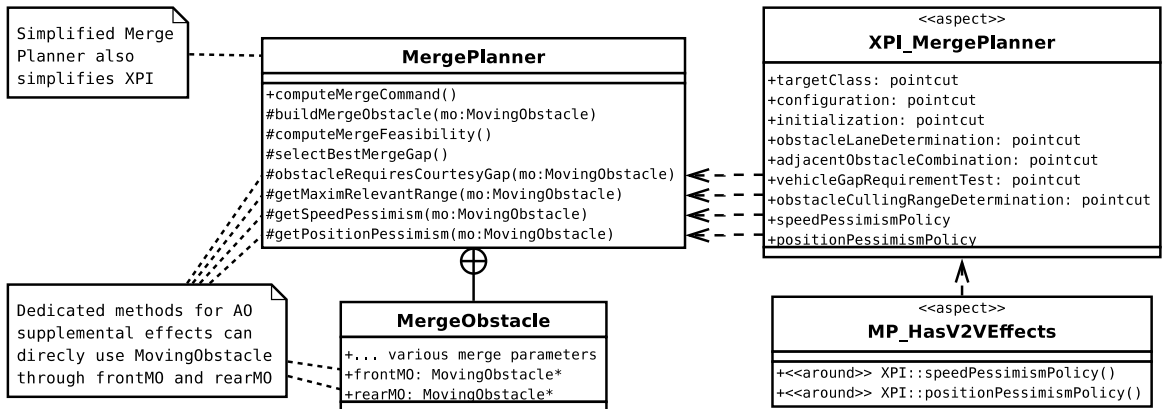 Simplified Merge
Planner also
simplifies XPI
MergePlanner
+computeMergeCommand()
#buildMergeObstacle(mo:MovingObstacle)
#computeMergeFeasibility()
#selectBestMergeGap()
#obstacleRequiresCourtesyGap(mo:MovingObstacle)
#getMaximRelevantRange(mo:MovingObstacle)
#getSpeedPessimism(mo:MovingObstacle)
#getPositionPessimism(mo:MovingObstacle)
<<aspect>>
XPI_MergePlanner
+targetClass: pointcut
+configuration: pointcut
+initialization: pointcut
+obstacleLaneDetermination: pointcut
+adjacentObstacleCombination: pointcut
+vehicleGapRequirementTest: pointcut
+obstacleCullingRangeDetermination: pointcut
+speedPessimismPolicy
+positionPessimismPolicy
Dedicated methods for AO
supplemental effects can
direcly use MovingObstacle
through frontMO and rearMO
MergeObstacle
+... various merge parameters
+frontMO: MovingObstacle*
+rearMO: MovingObstacle*
<<aspect>>
MP_HasV2VEffects
+<<around>> XPI::speedPessimismPolicy()
+<<around>> XPI::positionPessimismPolicy()